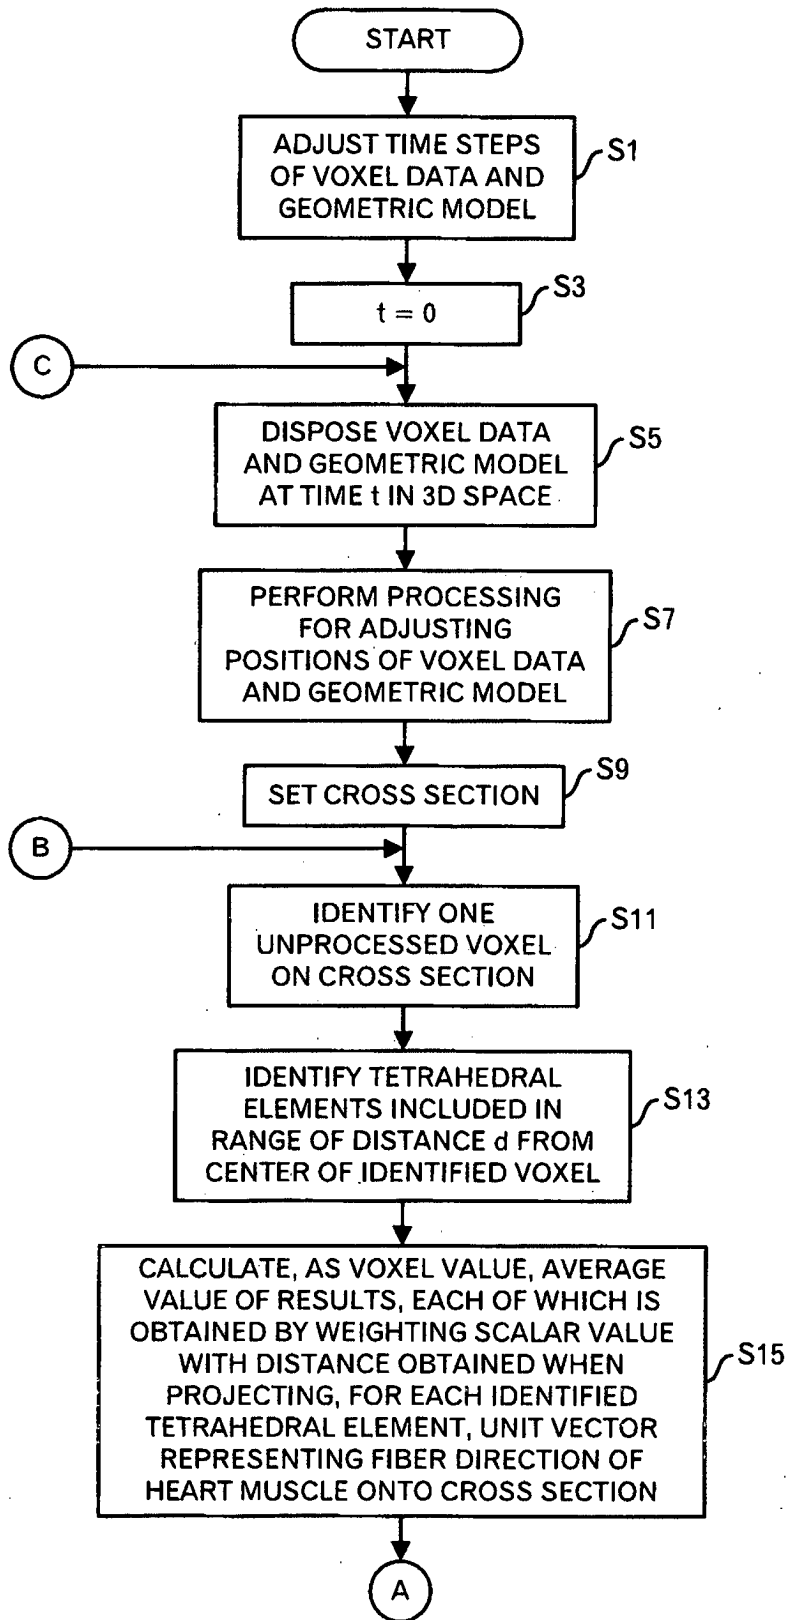 START
ADJUST TIME STEPS
OF VOXEL DATA AND
GEOMETRIC MODEL
S1
t = 0
S3
C
DISPOSE VOXEL DATA
AND GEOMETRIC MODEL
AT TIME t IN 3D SPACE
S5
PERFORM PROCESSING
FOR ADJUSTING
POSITIONS OF VOXEL DATA
AND GEOMETRIC MODEL
S7
SET CROSS SECTION
S9
B
IDENTIFY ONE
UNPROCESSED VOXEL
ON CROSS SECTION
S11
IDENTIFY TETRAHEDRAL
ELEMENTS INCLUDED IN
RANGE OF DISTANCE d FROM
CENTER OF IDENTIFIED VOXEL
S13
CALCULATE, AS VOXEL VALUE, AVERAGE
VALUE OF RESULTS, EACH OF WHICH IS
OBTAINED BY WEIGHTING SCALAR VALUE
WITH DISTANCE OBTAINED WHEN
PROJECTING, FOR EACH IDENTIFIED
TETRAHEDRAL ELEMENT, UNIT VECTOR
REPRESENTING FIBER DIRECTION OF
HEART MUSCLE ONTO CROSS SECTION
S15
A